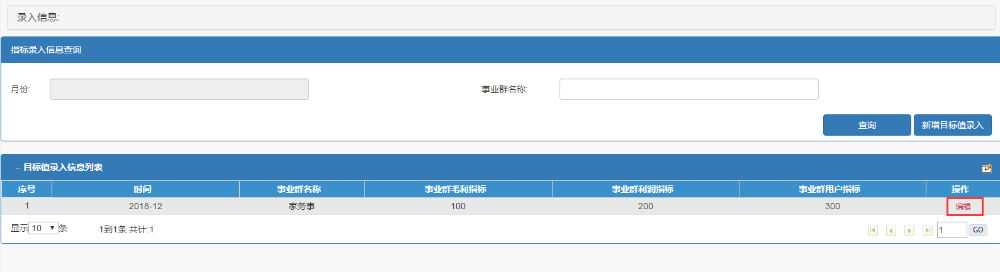 录入信息:
指标录入信息查询
月份: 事业群名称:
查询 新增目标值录入
目标值录入信息列表
序号 时间 事业群名称 事业群毛利指标 事业群利润指标 事业群用户指标 操作
1 2018-12 家务事 100 200 300 编辑
显示 10 条 1到1条 共计:1 1 GO